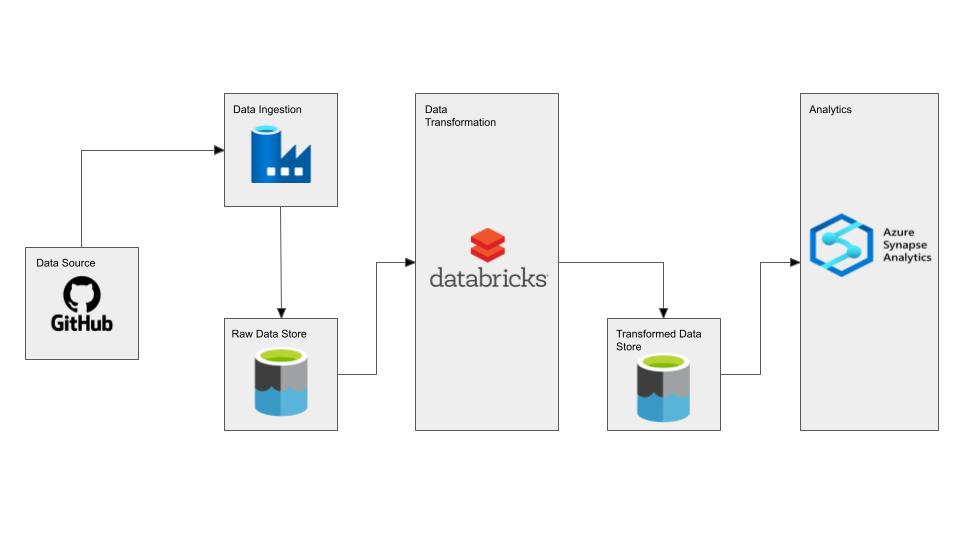 Data Source
GitHub
Data Ingestion
Raw Data Store
Data
Transformation
databricks
Transformed Data
Store
Analytics
Azure
Synapse
Analytics